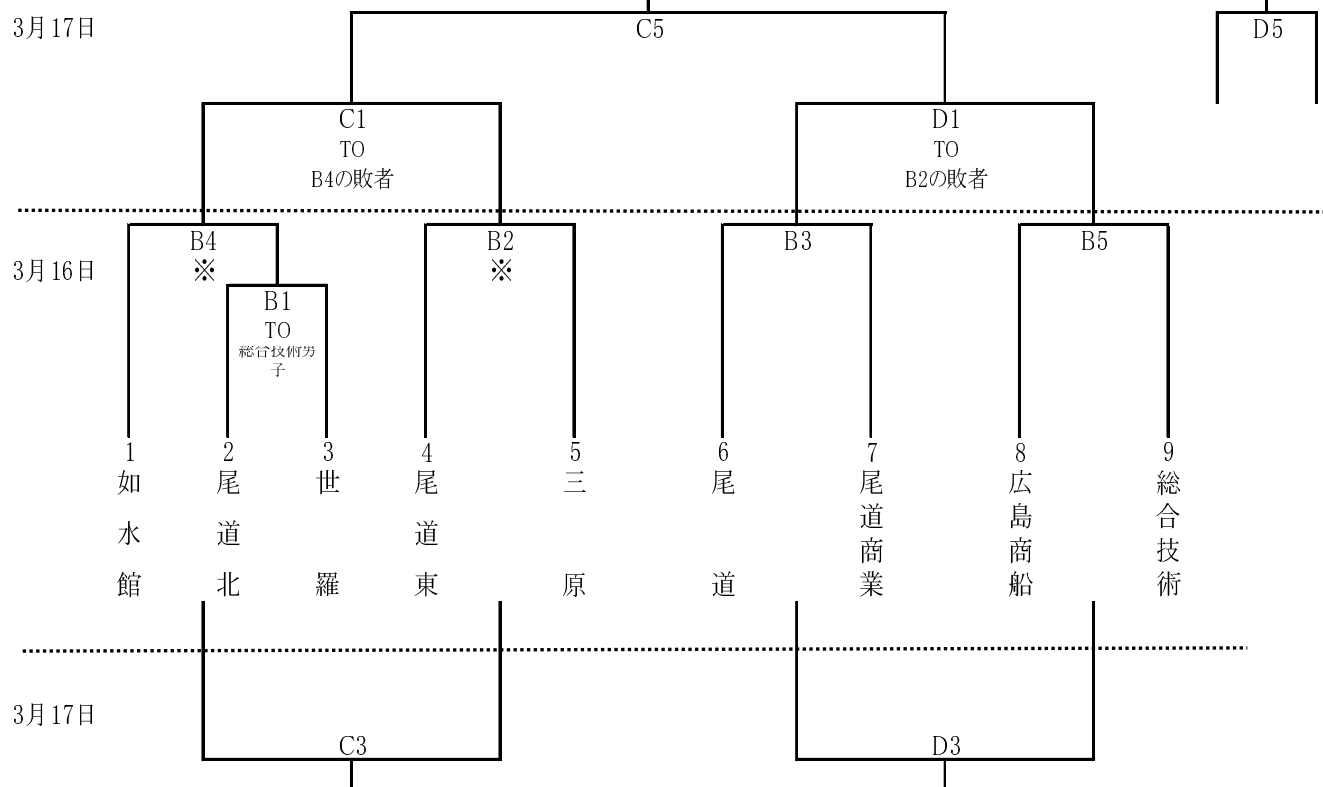 3月17日
C5
D5
C1
TO
B4の敗者
D1
TO
B2の敗者
3月16日
B4
※
B2
※
B3
B5
B1
TO
総合技術男
子
1
2
3
4
5
6
7
8
9
如水館
尾道北
世羅
尾道東
三原
尾道
尾道商業
広島商船
総合技術
3月17日
C3
D3